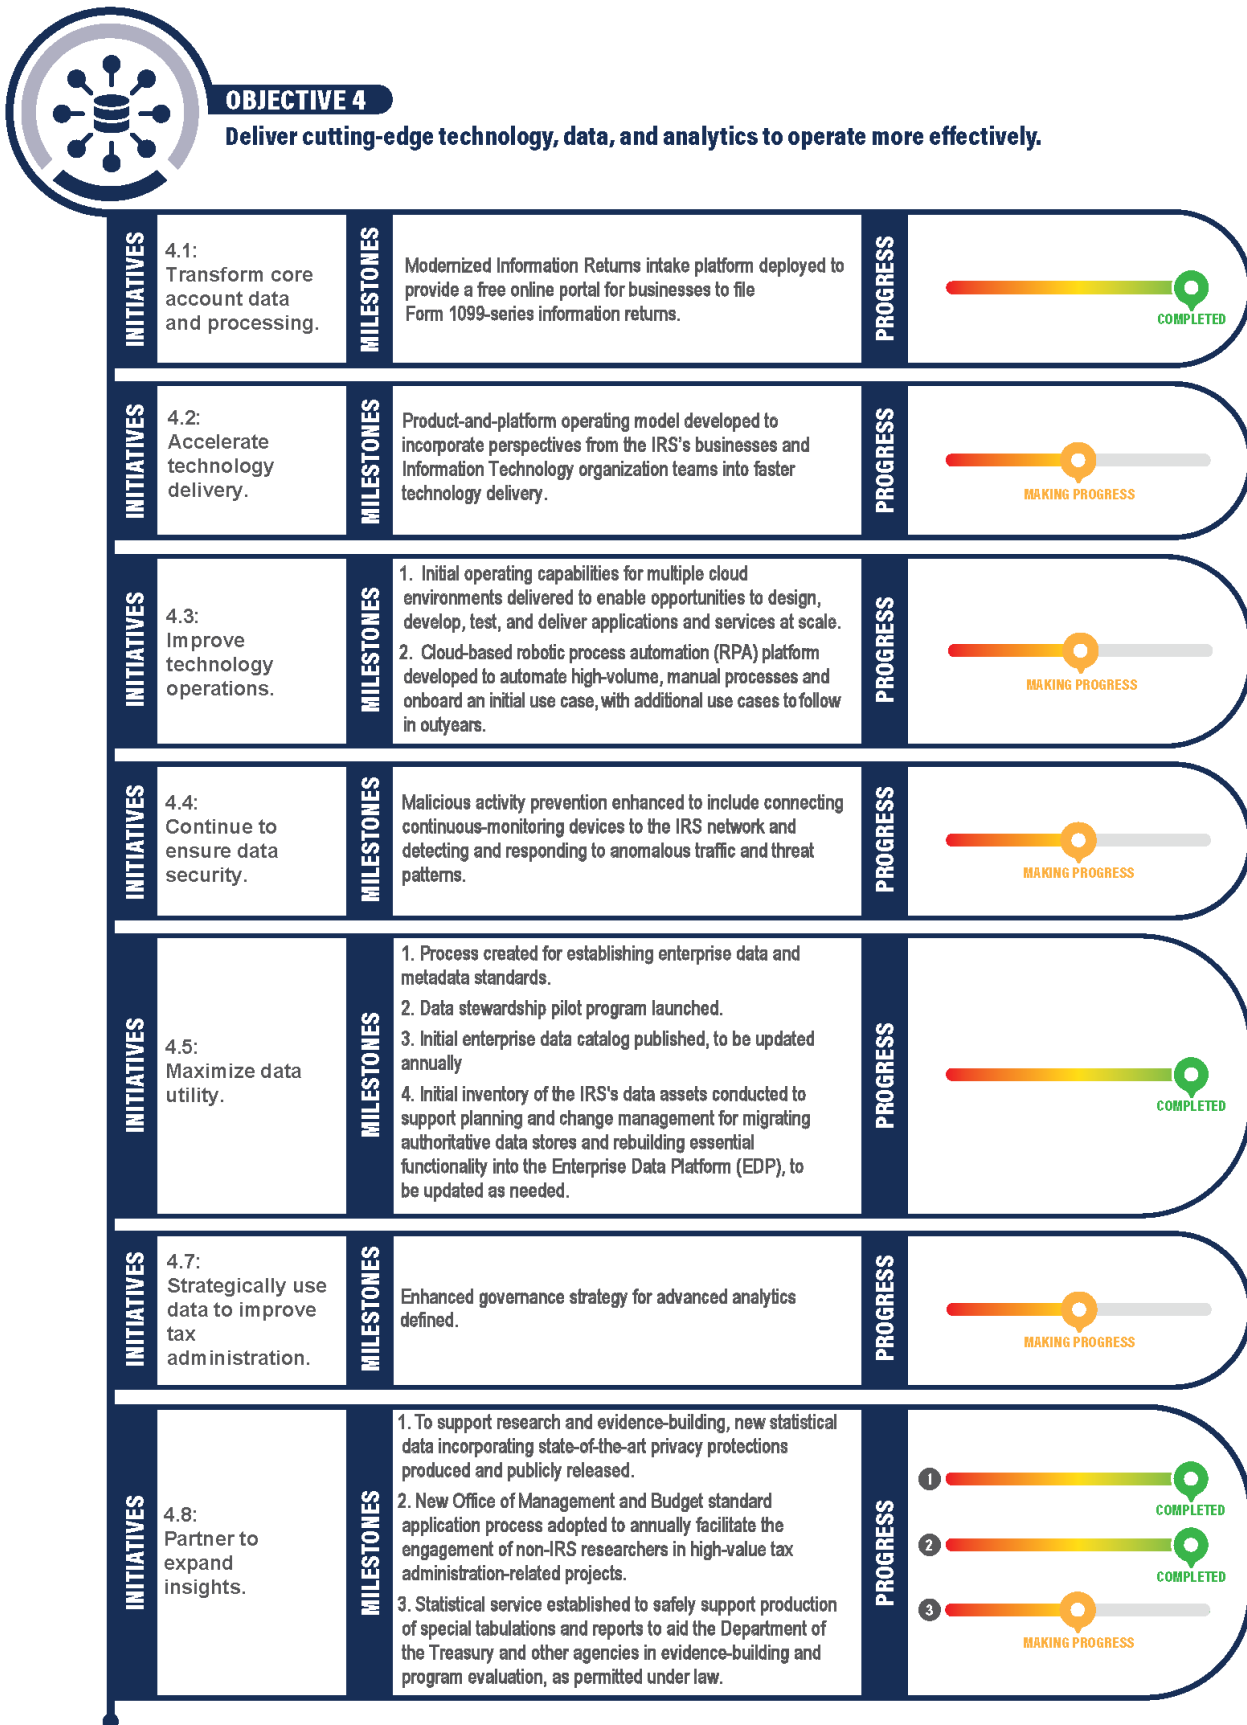 OBJECTIVE 4
Deliver cutting-edge technology, data, and analytics to operate more effectively.
INITIATIVES
4.1:
Transform core
account data
and processing.
MILESTONES
Modernized Information Returns intake platform deployed to
provide a free online portal for businesses to file
Form 1099-series information returns.
PROGRESS
COMPLETED
INITIATIVES
4.2:
Accelerate
technology
delivery.
MILESTONES
Product-and-platform operating model developed to
incorporate perspectives from the IRS's businesses and
Information Technology organization teams into faster
technology delivery.
PROGRESS
MAKING PROGRESS
INITIATIVES
4.3:
Improve
technology
operations.
MILESTONES
1. Initial operating capabilities for multiple cloud
environments delivered to enable opportunities to design,
develop, test, and deliver applications and services at scale.
2. Cloud-based robotic process automation (RPA) platform
developed to automate high-volume, manual processes and
onboard an initial use case, with additional use cases to follow
in outyears.
PROGRESS
MAKING PROGRESS
INITIATIVES
4.4:
Continue to
ensure data
security.
MILESTONES
Malicious activity prevention enhanced to include connecting
continuous-monitoring devices to the IRS network and
detecting and responding to anomalous traffic and threat
patterns.
PROGRESS
MAKING PROGRESS
INITIATIVES
4.5:
Maximize data
utility.
MILESTONES
1. Process created for establishing enterprise data and
metadata standards.
2. Data stewardship pilot program launched.
3. Initial enterprise data catalog published, to be updated
annually
4. Initial inventory of the IRS's data assets conducted to
support planning and change management for migrating
authoritative data stores and rebuilding essential
functionality into the Enterprise Data Platform (EDP), to
be updated as needed.
PROGRESS
COMPLETED
INITIATIVES
4.7:
Strategically use
data to improve
tax
administration.
MILESTONES
Enhanced governance strategy for advanced analytics
defined.
PROGRESS
MAKING PROGRESS
INITIATIVES
4.8:
Partner to
expand
insights.
MILESTONES
1. To support research and evidence-building, new statistical
data incorporating state-of-the-art privacy protections
produced and publicly released.
2. New Office of Management and Budget standard
application process adopted to annually facilitate the
engagement of non-IRS researchers in high-value tax
administration-related projects.
3. Statistical service established to safely support production
of special tabulations and reports to aid the Department of
the Treasury and other agencies in evidence-building and
program evaluation, as permitted under law.
PROGRESS
1
COMPLETED
2
COMPLETED
3
MAKING PROGRESS